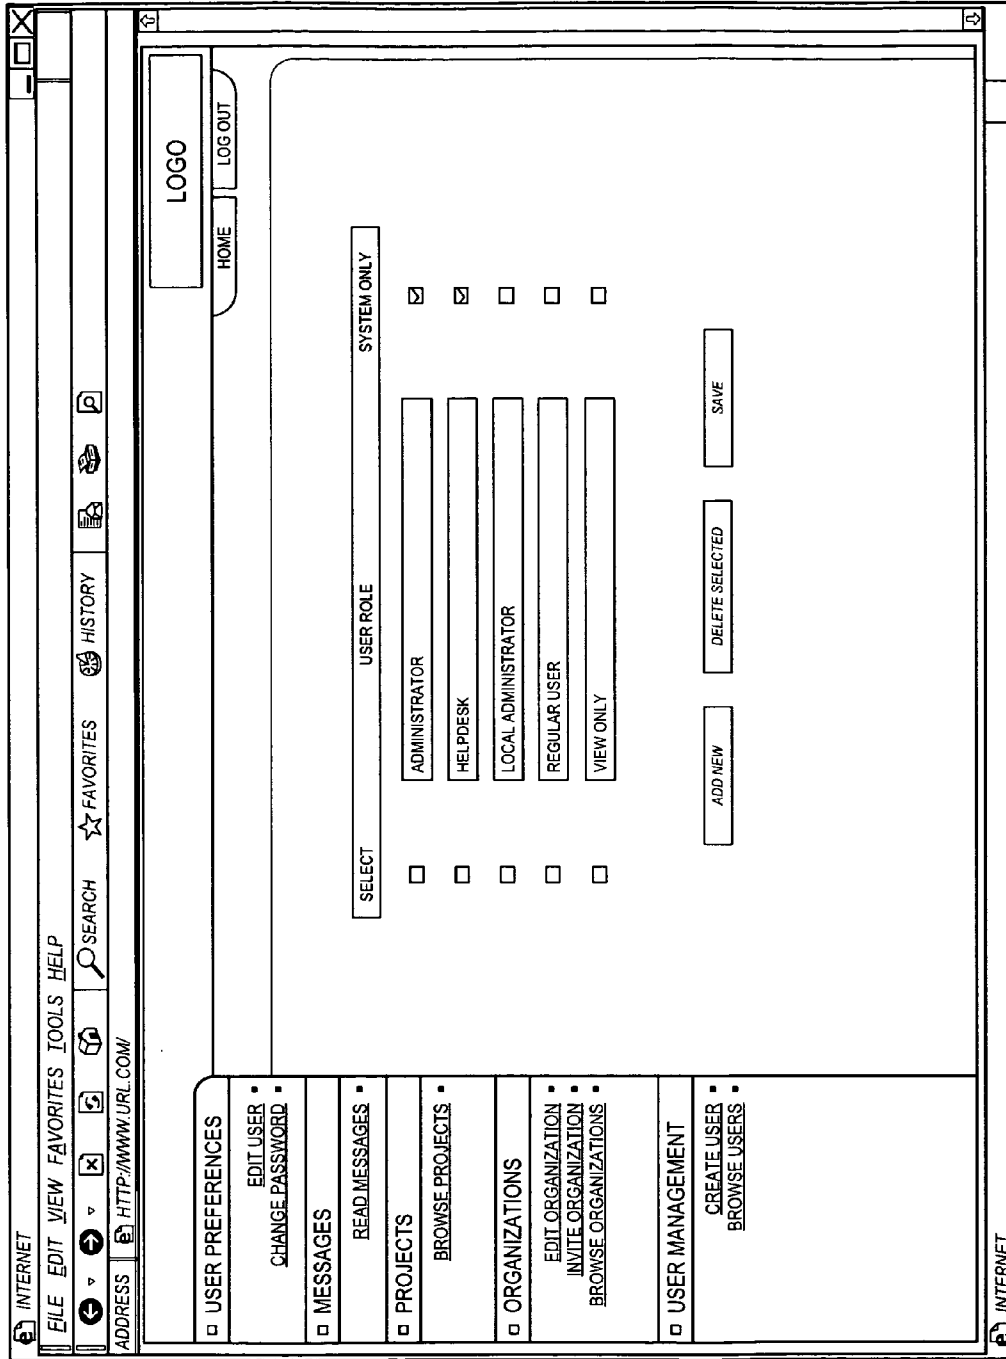 INTERNET
FILE EDIT VIEW FAVORITES TOOLS HELP
SEARCH FAVORITES HISTORY
ADDRESS HTTP://WWW.URL.COM/
LOGO
HOME LOG OUT
USER PREFERENCES
EDIT USER
CHANGE PASSWORD
MESSAGES
READ MESSAGES
PROJECTS
BROWSE PROJECTS
ORGANIZATIONS
EDIT ORGANIZATION
INVITE ORGANIZATION
BROWSE ORGANIZATIONS
USER MANAGEMENT
CREATE USER
BROWSE USERS
SELECT USER ROLE SYSTEM ONLY
ADMINISTRATOR
HELPDESK
LOCAL ADMINISTRATOR
REGULAR USER
VIEW ONLY
ADD NEW DELETE SELECTED SAVE
INTERNET